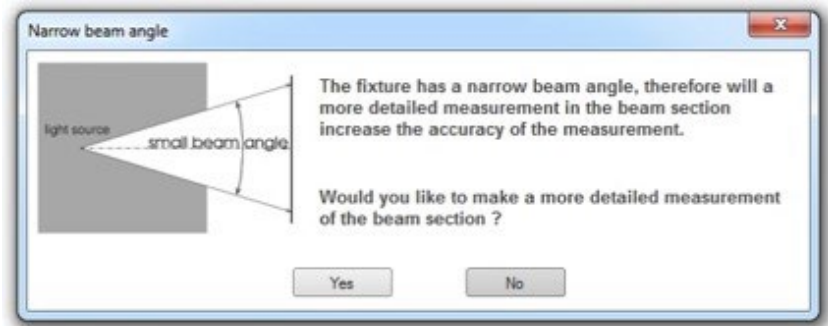 Narrow beam angle
light source
small beam angle
The fixture has a narrow beam angle, therefore will a
more detailed measurement in the beam section
increase the accuracy of the measurement.
Would you like to make a more detailed measurement
of the beam section ?
Yes
No